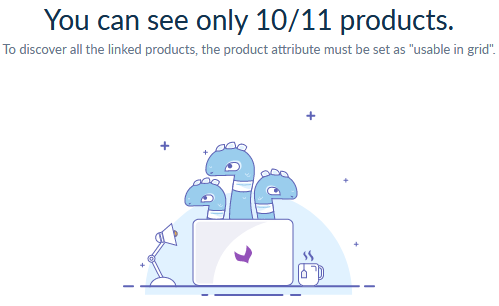 You can see only 10/11 products.
To discover all the linked products, the product attribute must be set as "usable in grid".